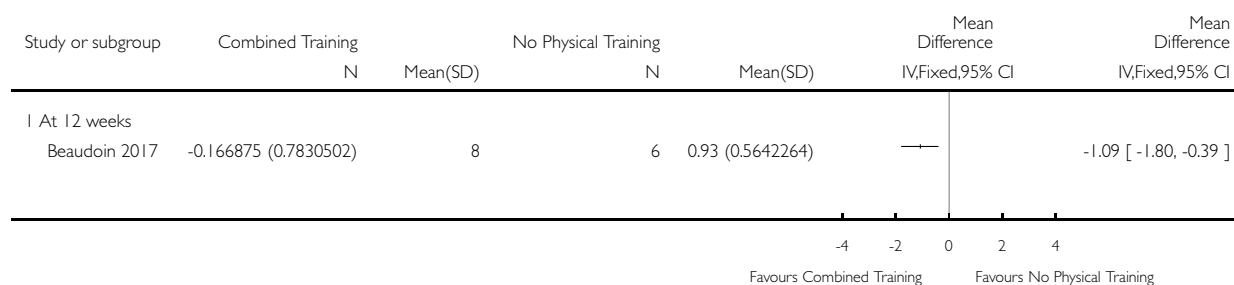 Study or subgroup Combined Training No Physical Training Mean Difference Mean Difference
N Mean(SD) N Mean(SD) IV,Fixed,95% CI IV,Fixed,95% CI
1 At 12 weeks
Beaudoin 2017 -0.166875 (0.7830502) 8 6 0.93 (0.5642264) -1.09 [ -1.80, -0.39 ]
-4 -2 0 2 4
Favours Combined Training Favours No Physical Training